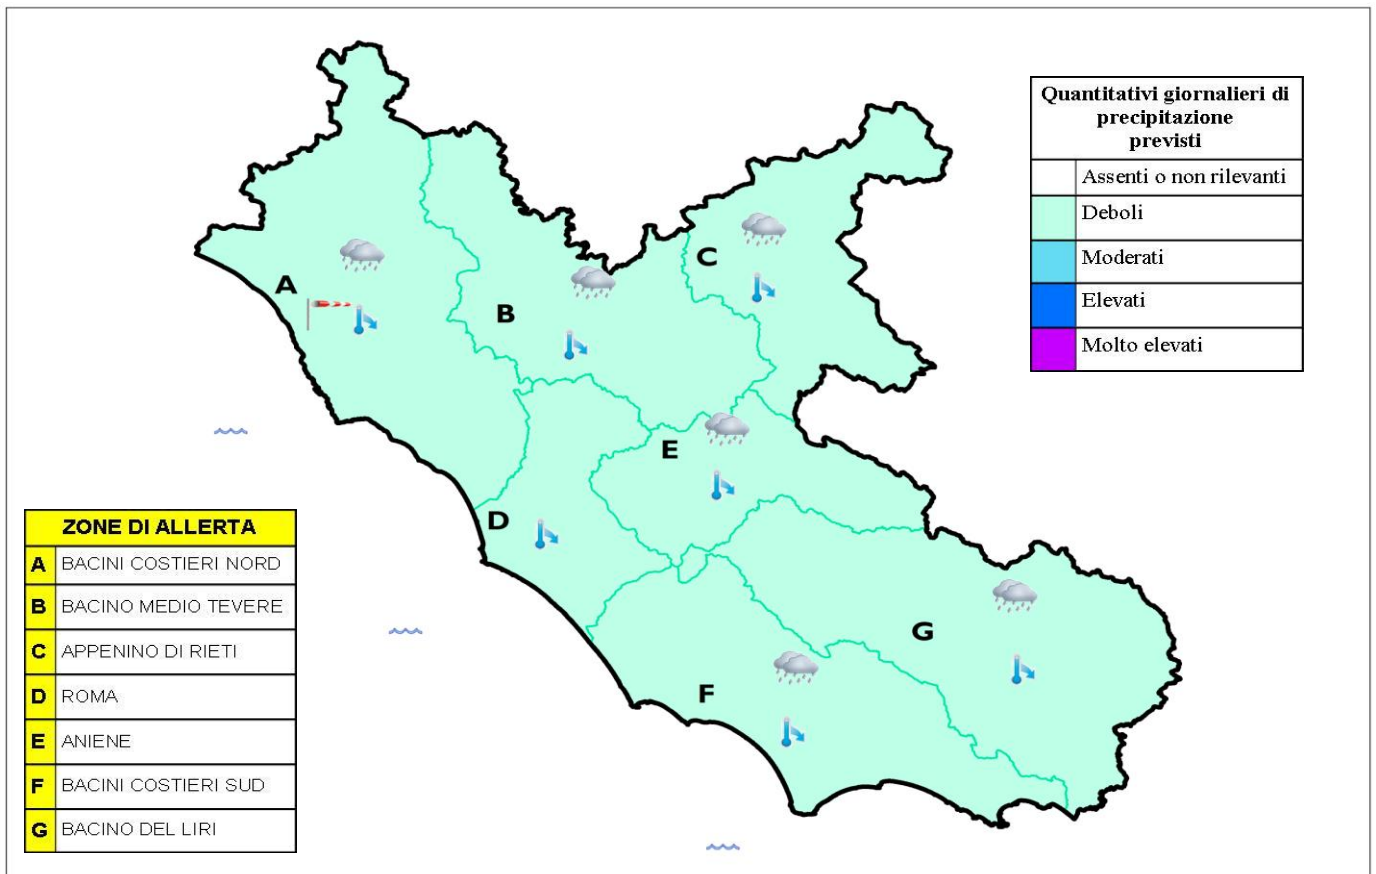 Quantitativi giornalieri di
precipitazione
previsti
Assenti o non rilevanti
Deboli
Moderati
Elevati
Molto elevati
A
B
C
D
E
F
G
ZONE DI ALLERTA
A BACINI COSTIERI NORD
B BACINO MEDIO TEVERE
C APPENINO DI RIETI
D ROMA
E ANIENE
F BACINI COSTIERI SUD
G BACINO DEL LIRI